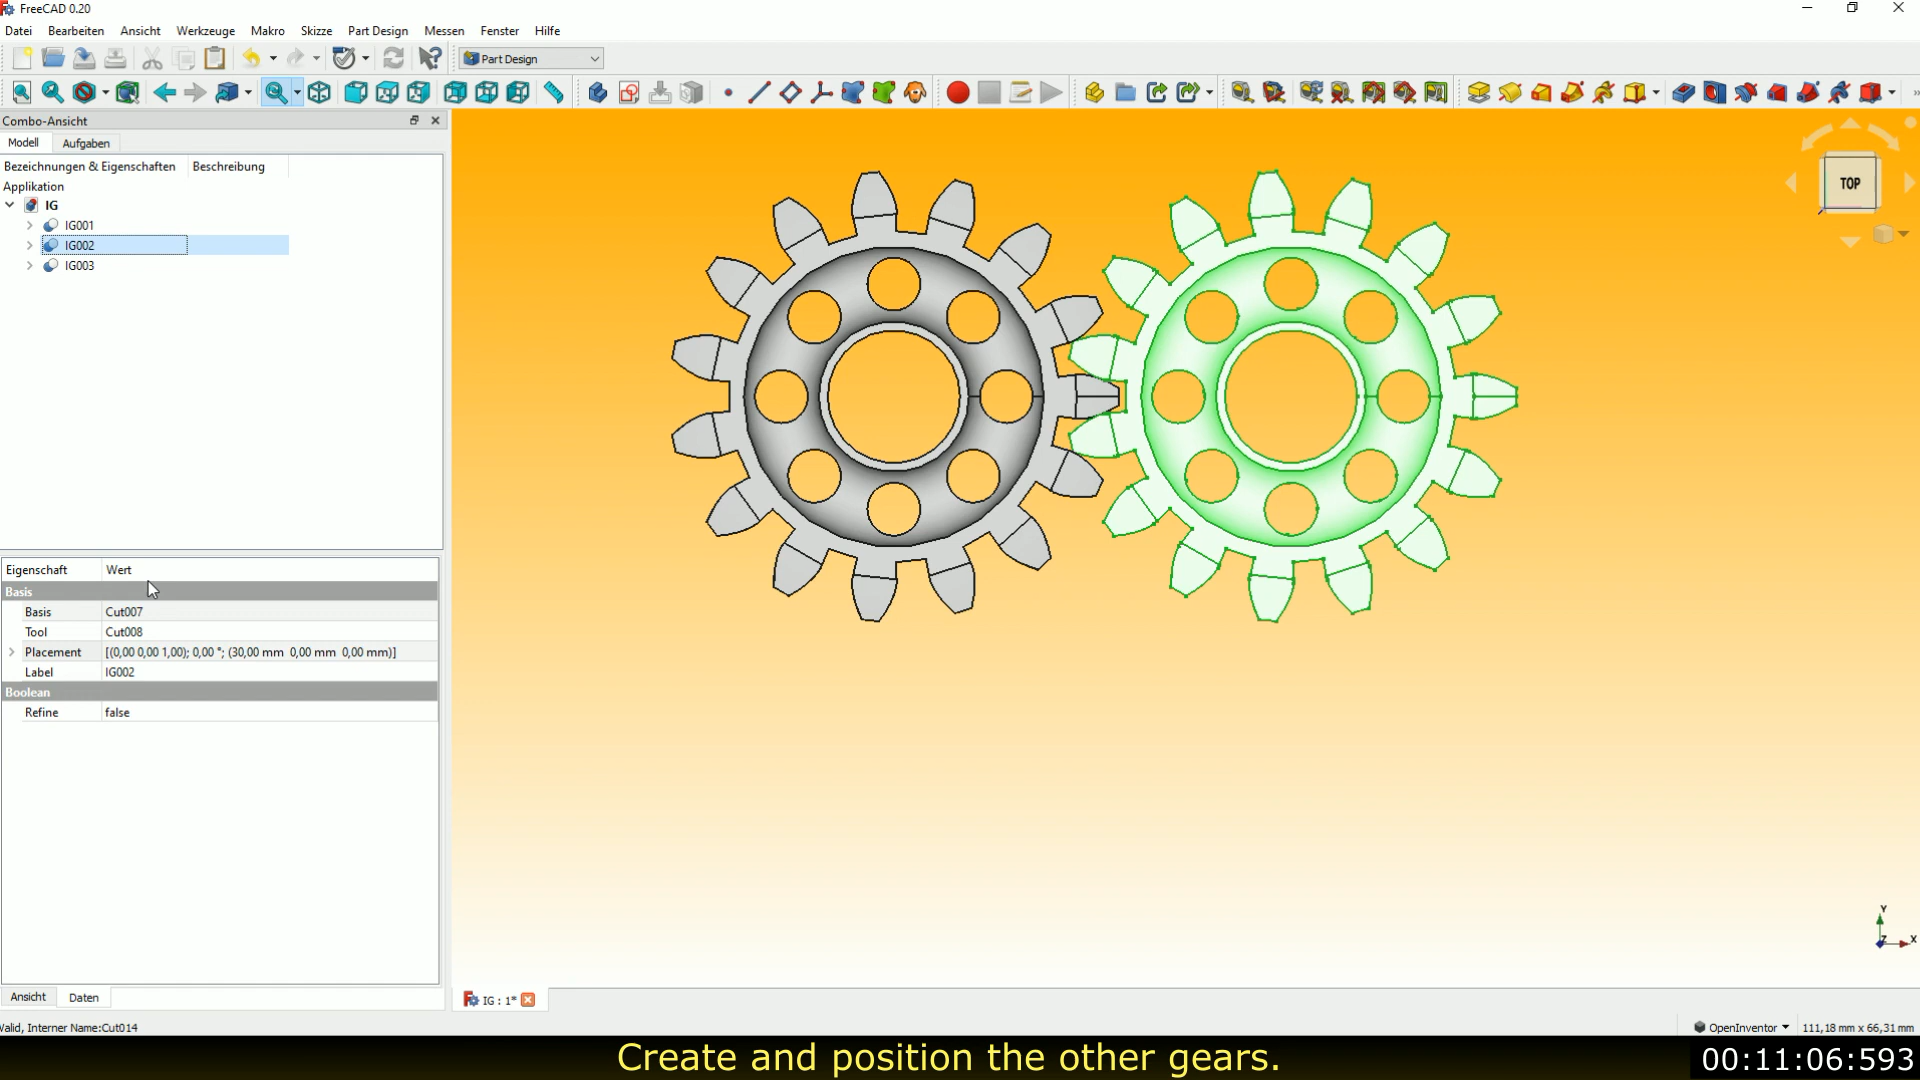 FreeCAD 0.20
Datei Bearbeiten Ansicht Werkzeuge Makro Skizze Part Design Messen Fenster Hilfe
Part Design
Combo-Ansicht
Modell Aufgaben
Bezeichnungen & Eigenschaften Beschreibung
Applikation
IG
IG001
IG002
IG003
TOP
Eigenschaft Wert
Basis
Basis Cut007
Tool Cut008
Placement [(0,00 0,00 1,00); 0,00 °; (30,00 mm 0,00 mm 0,00 mm)]
Label IG002
Boolean
Refine false
Y
Z X
Ansicht Daten
IG : 1*
Valid, Interner Name:Cut014
OpenInventor 111,18 mm x 66,31 mm
Create and position the other gears.
00:11:06:593